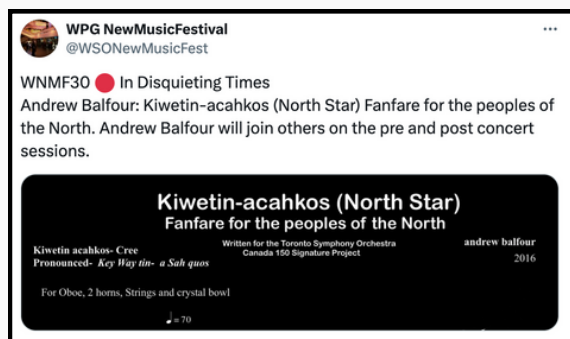 WPG NewMusicFestival
@WSONewMusicFest
WNMF30 🔴 In Disquieting Times
Andrew Balfour: Kiwetin-acahkos (North Star) Fanfare for the peoples of
the North. Andrew Balfour will join others on the pre and post concert
sessions.
Kiwetin-acahkos (North Star)
Fanfare for the peoples of the North
Written for the Toronto Symphony Orchestra
Canada 150 Signature Project
Kiwetin acahkos- Cree
Pronounced- Key Way tin- a Sah quos
andrew balfour
2016
For Oboe, 2 horns, Strings and crystal bowl
♩ = 70